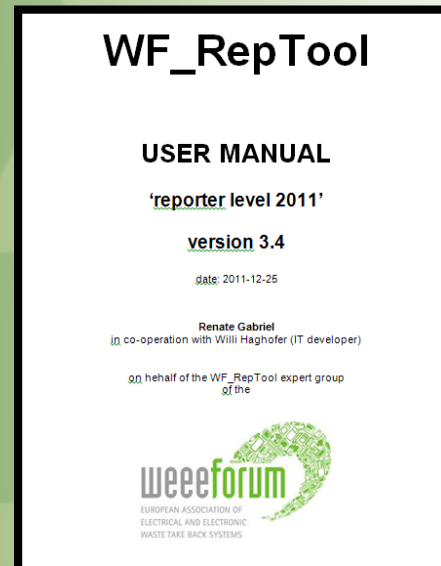 WF_RepTool
USER MANUAL
‘reporter level 2011’
version 3.4
date: 2011-12-25
Renate Gabriel
in co-operation with Willi Haghofer (IT developer)
on hehalf of the WF_RepTool expert group
of the
weeeforum
EUROPEAN ASSOCIATION OF
ELECTRICAL AND ELECTRONIC
WASTE TAKE BACK SYSTEMS